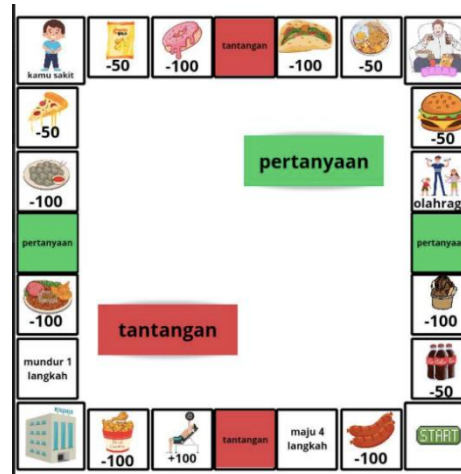 kamu sakit
-50
-100
tantangan
-100
-50
-50
-50
pertanyaan
-100
olahrag
pertanyaan
pertanyaa
-100
-100
tantangan
mundur 1
langkah
-50
START
-100
+100
tantangan
maju 4
langkah
-100